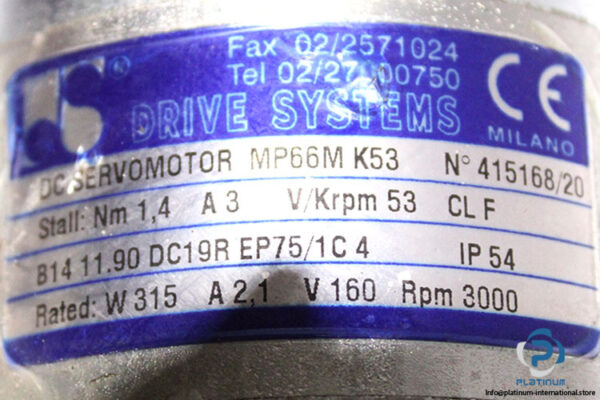 Fax 02/2571024
Tel 02/27000750
DS®
DRIVE SYSTEMS
CE
MILANO
DC SERVOMOTOR MP66M K53 N° 415168/20
Stall: Nm 1,4 A 3 V/Krpm 53 CL F
B14 11.90 DC19R EP75/1C 4 IP 54
Rated: W 315 A 2,1 V 160 Rpm 3000
PLATINUM
Info@platinum-international.store